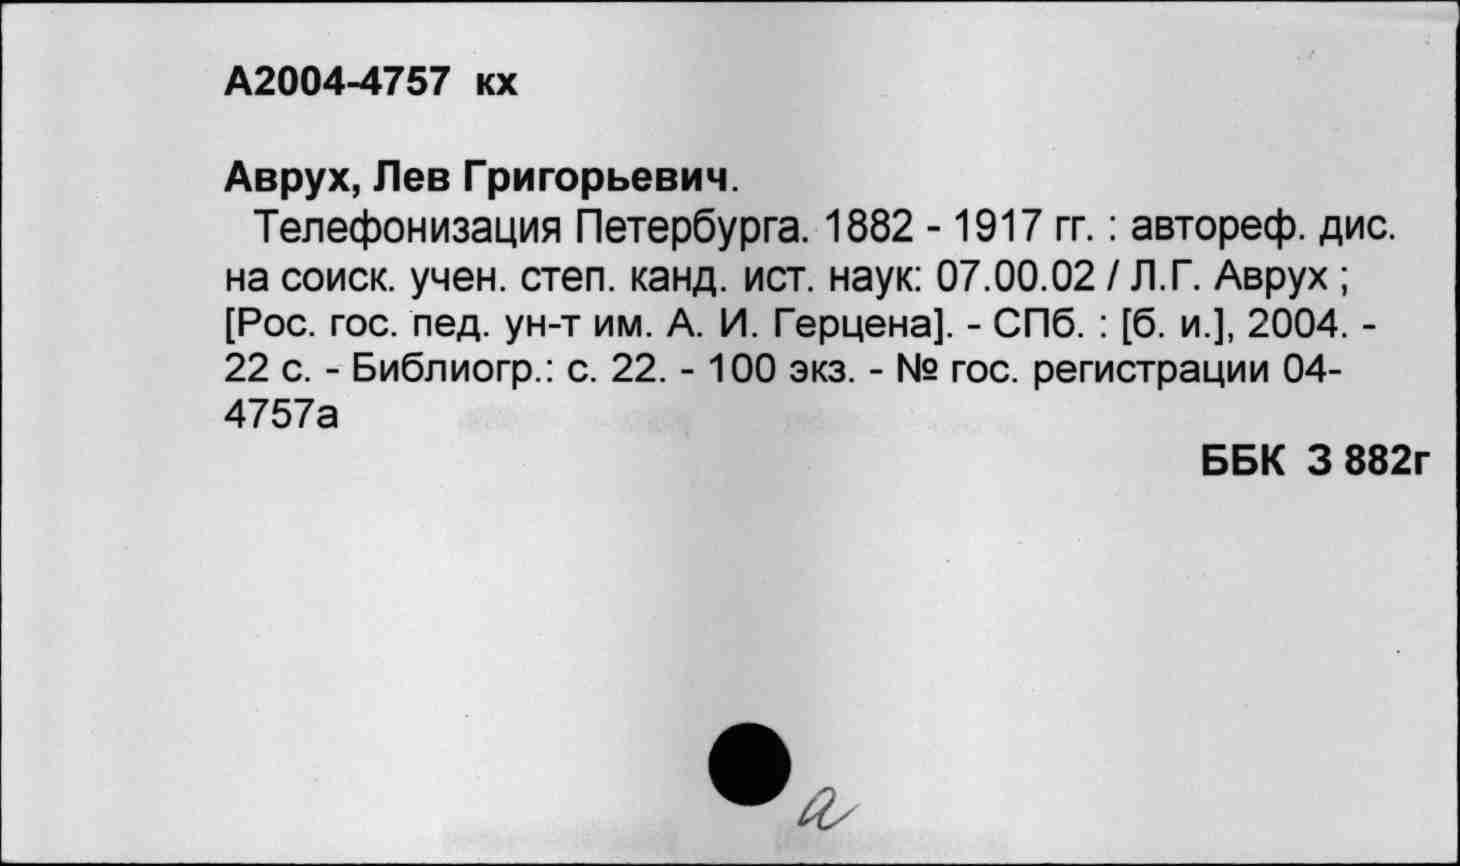 А2004-4757 кх
Аврух, Лев Григорьевич.
Телефонизация Петербурга. 1882 - 1917 гг. : автореф. дис.
на соиск. учен. степ. канд. ист. наук: 07.00.02 / Л.Г. Аврух ;
[Рос. гос. пед. ун-т им. А. И. Герцена]. - СПб. : [б. и.], 2004. -
22 с. - Библиогр.: с. 22. - 100 экз. - № гос. регистрации 04-
4757а
ББК З 882г
а